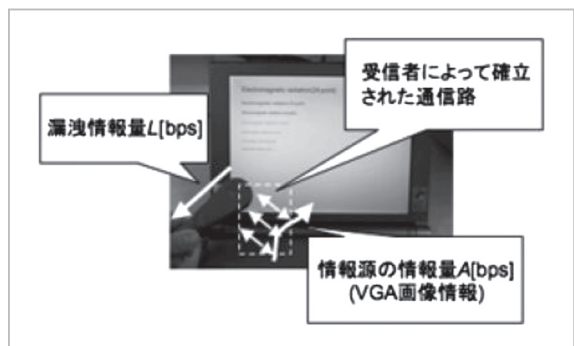 受信者によって確立
された通信路
漏洩情報量L[bps]
Electromagnetic radiation(24 point)
情報源の情報量A[bps]
(VGA画像情報)